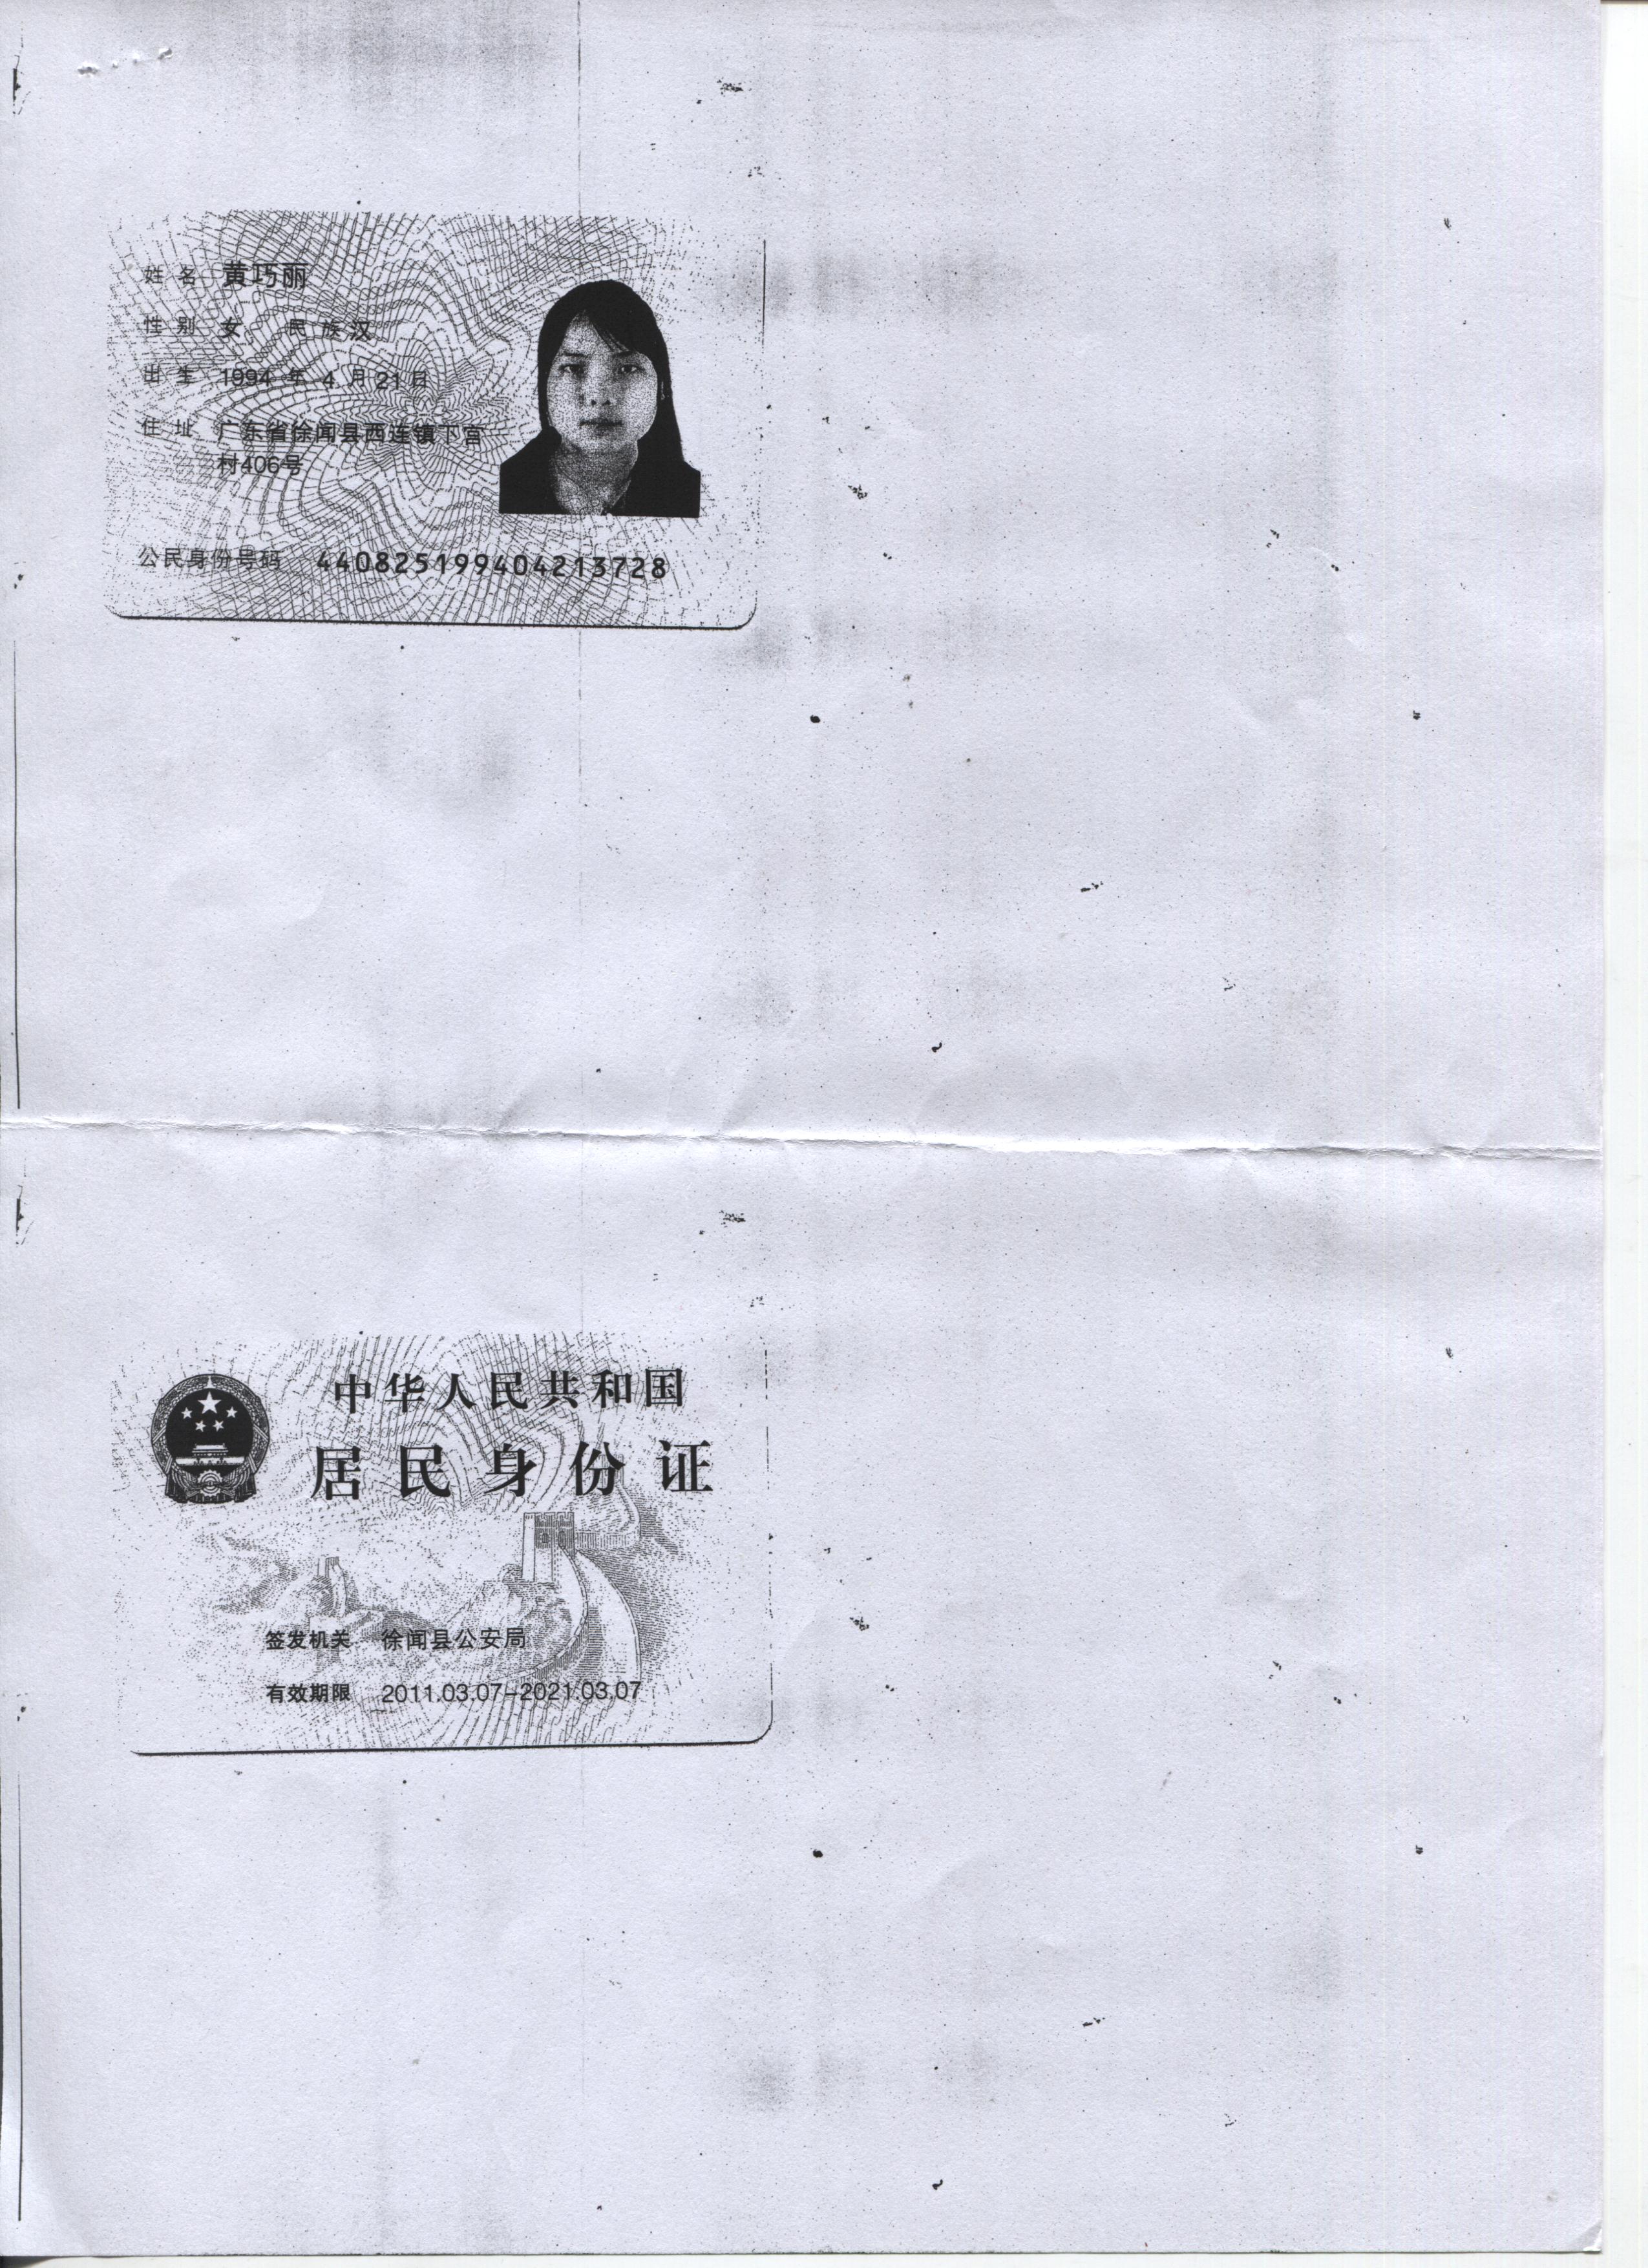 姓名 黄巧丽
性别 女 民族汉
出生 1994 年 4 月 21 日
住址 广东省徐闻县西连镇下宫
村406号
公民身份号码 440825199404213728
中华人民共和国
居民身份证
签发机关 徐闻县公安局
有效期限 2011.03.07-2021.03.07